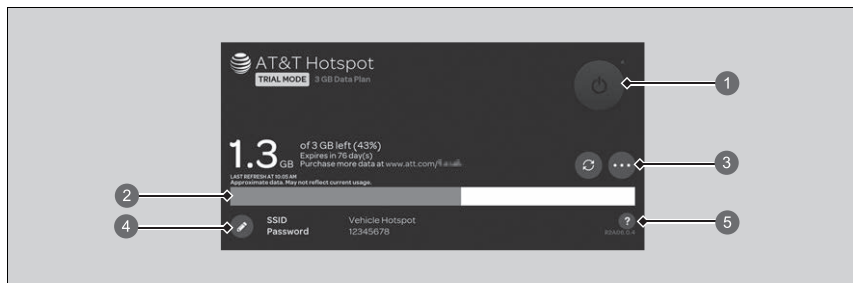 AT&T Hotspot
TRIAL MODE 3 GB Data Plan
1
1.3 GB
of 3 GB left (43%)
Expires in 76 day(s)
Purchase more data at www.att.com/
3
LAST REFRESH AT 10:05 AM
Approximate data. May not reflect current usage.
2
SSID Vehicle Hotspot
Password 12345678
4
?
5